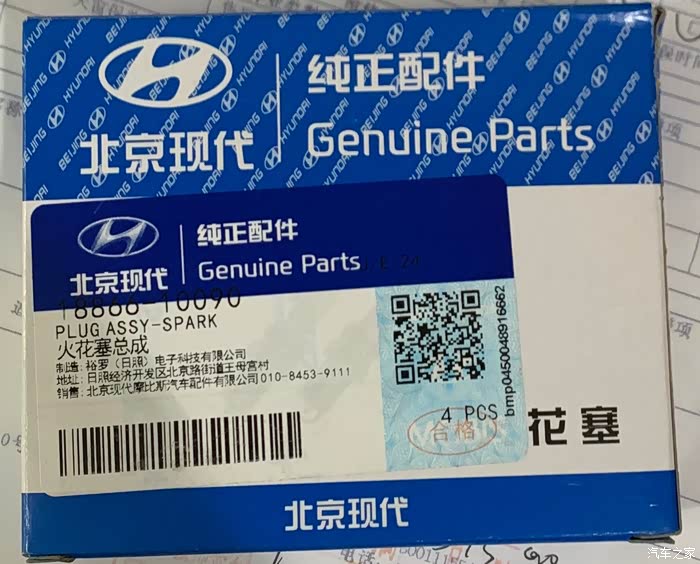 纯正配件
北京现代
Genuine Parts
纯正配件
北京现代
Genuine Parts
J.E.24
18866-10090
PLUG ASSY-SPARK
火花塞总成
制造: 裕罗（日照）电子科技有限公司
地址: 日照经济开发区北京路街道王母宫村
销售: 北京现代摩比斯汽车配件有限公司 010-8453-9111
bmp0450048916662
4 PCS
合格
花塞
北京现代
汽车之家